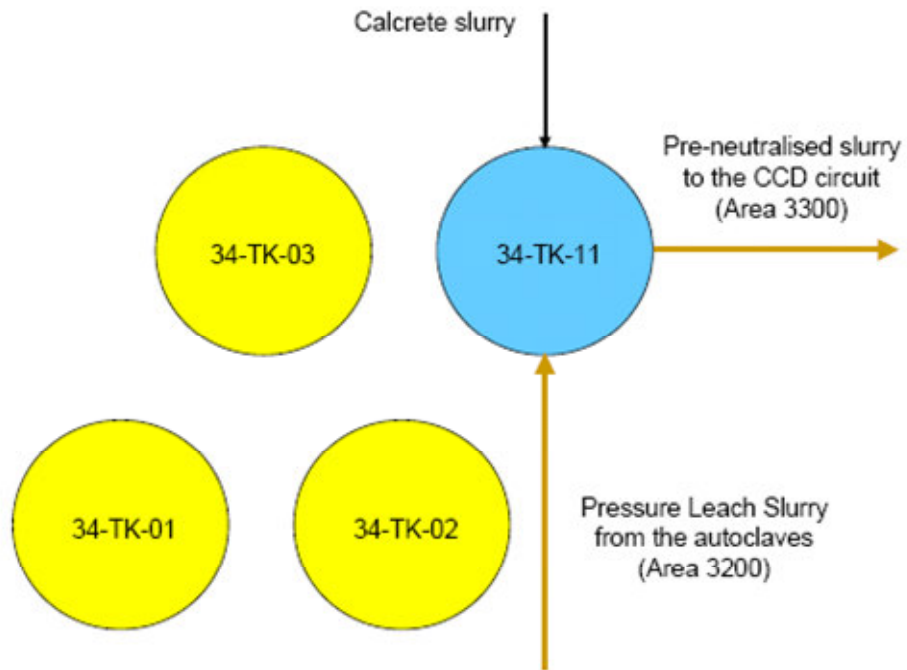 Calcrete slurry
Pre-neutralised slurry
to the CCD circuit
(Area 3300)
34-TK-03
34-TK-11
34-TK-01
34-TK-02
Pressure Leach Slurry
from the autoclaves
(Area 3200)